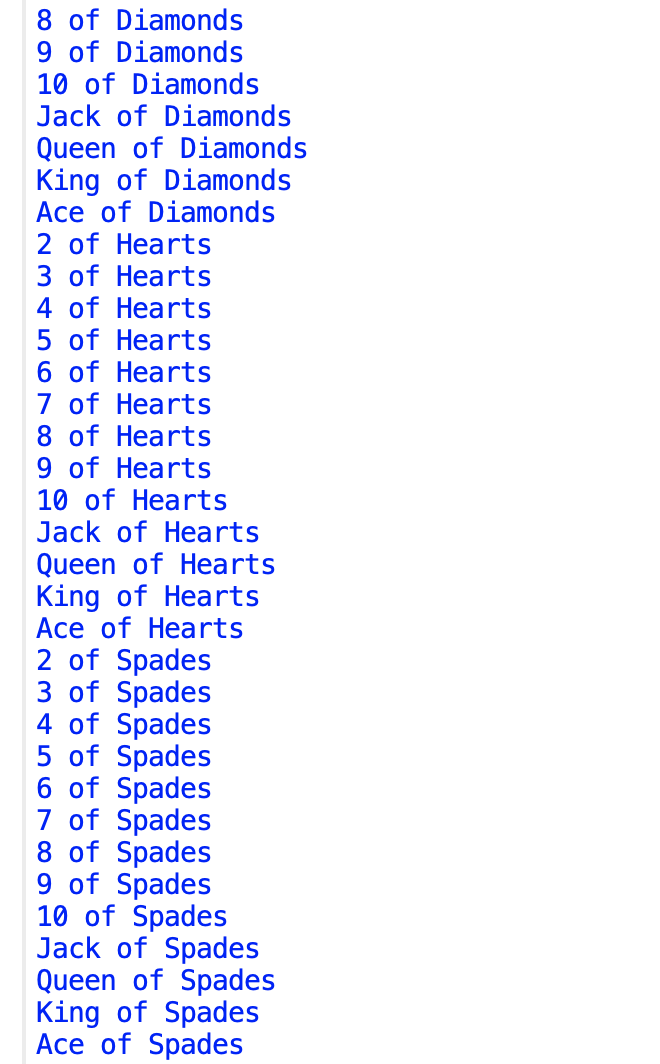 8 of Diamonds
9 of Diamonds
10 of Diamonds
Jack of Diamonds
Queen of Diamonds
King of Diamonds
Ace of Diamonds
2 of Hearts
3 of Hearts
4 of Hearts
5 of Hearts
6 of Hearts
7 of Hearts
8 of Hearts
9 of Hearts
10 of Hearts
Jack of Hearts
Queen of Hearts
King of Hearts
Ace of Hearts
2 of Spades
3 of Spades
4 of Spades
5 of Spades
6 of Spades
7 of Spades
8 of Spades
9 of Spades
10 of Spades
Jack of Spades
Queen of Spades
King of Spades
Ace of Spades